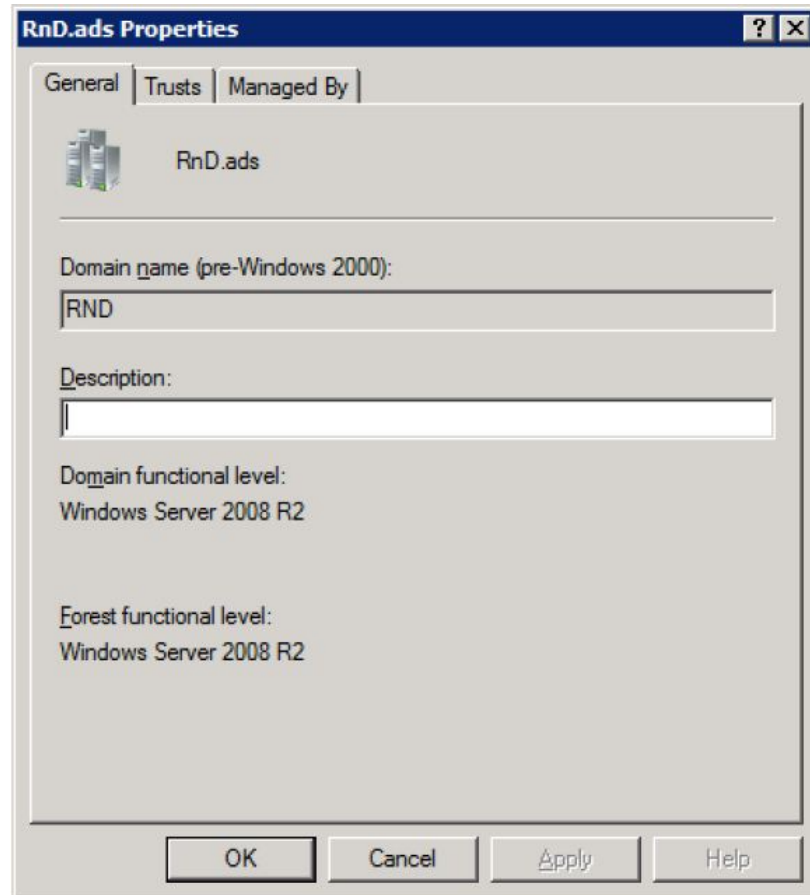 RnD.ads Properties
General Trusts Managed By
RnD.ads
Domain name (pre-Windows 2000):
RND
Description:
Domain functional level:
Windows Server 2008 R2
Forest functional level:
Windows Server 2008 R2
OK Cancel Apply Help